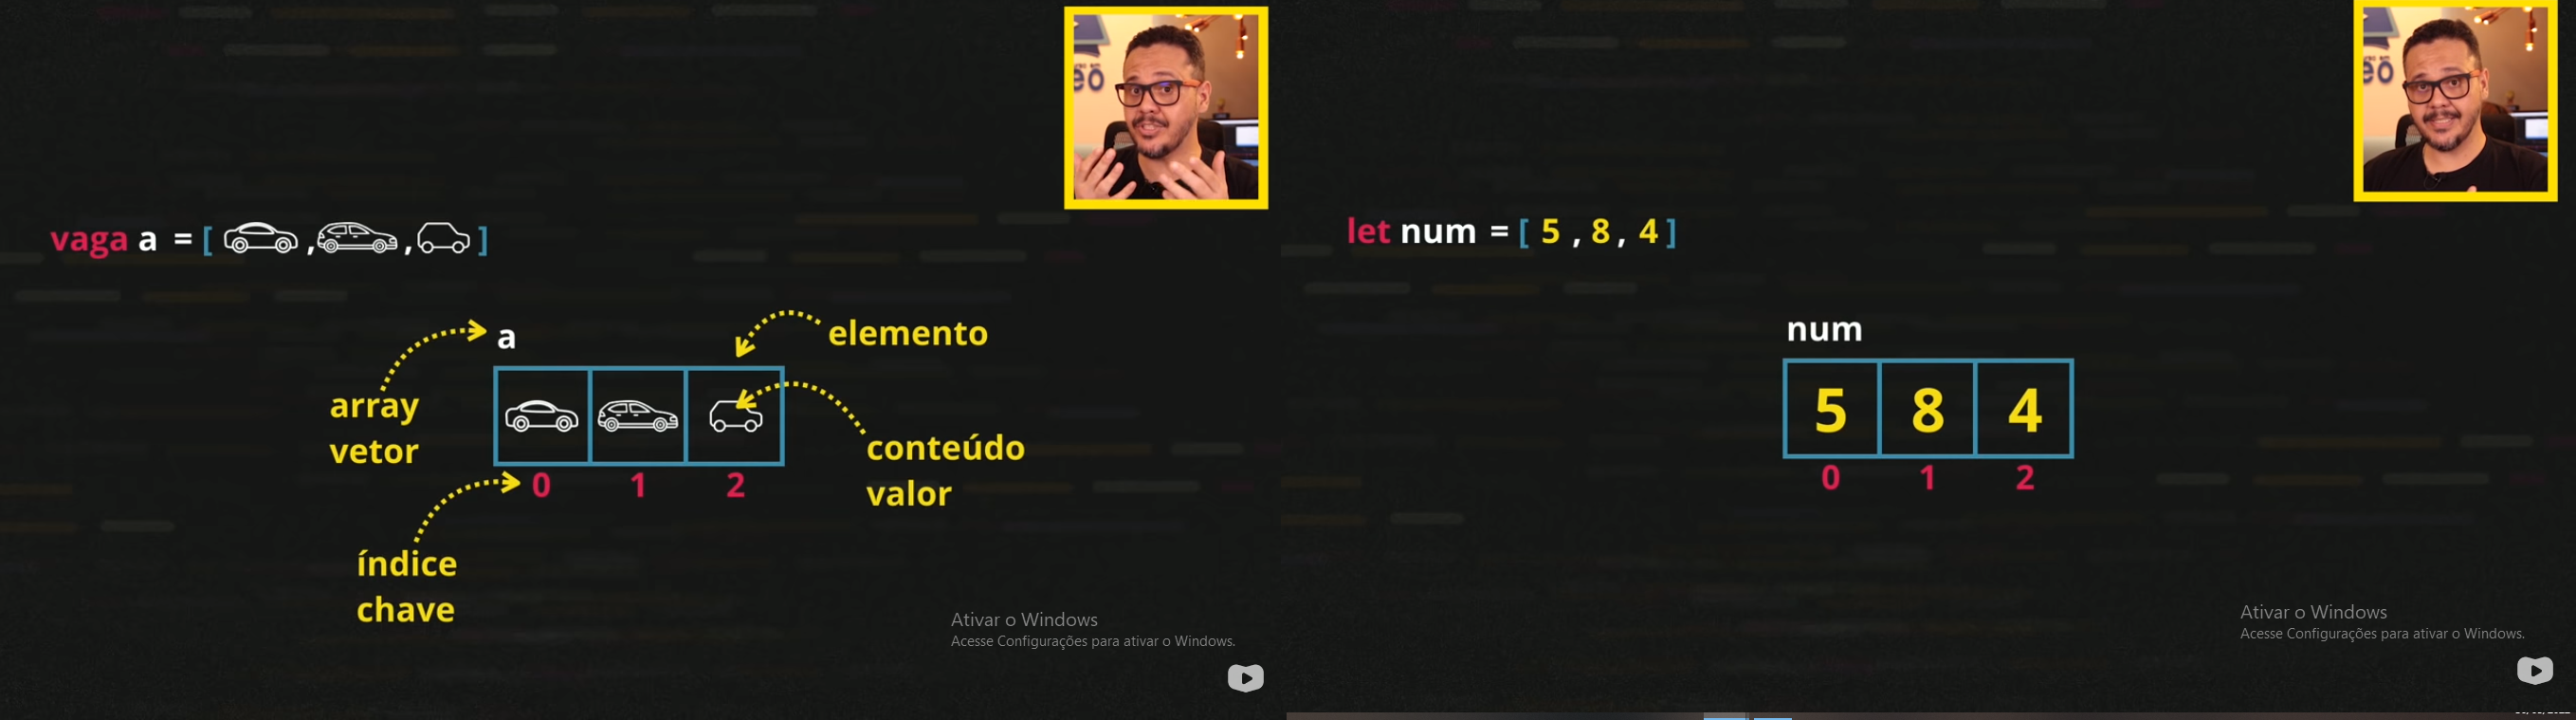 vaga a = [ , , ]
a
elemento
array
vetor
conteúdo
valor
0 1 2
índice
chave
Ativar o Windows
Acesse Configurações para ativar o Windows.
let num = [ 5 , 8 , 4 ]
num
5 8 4
0 1 2
Ativar o Windows
Acesse Configurações para ativar o Windows.